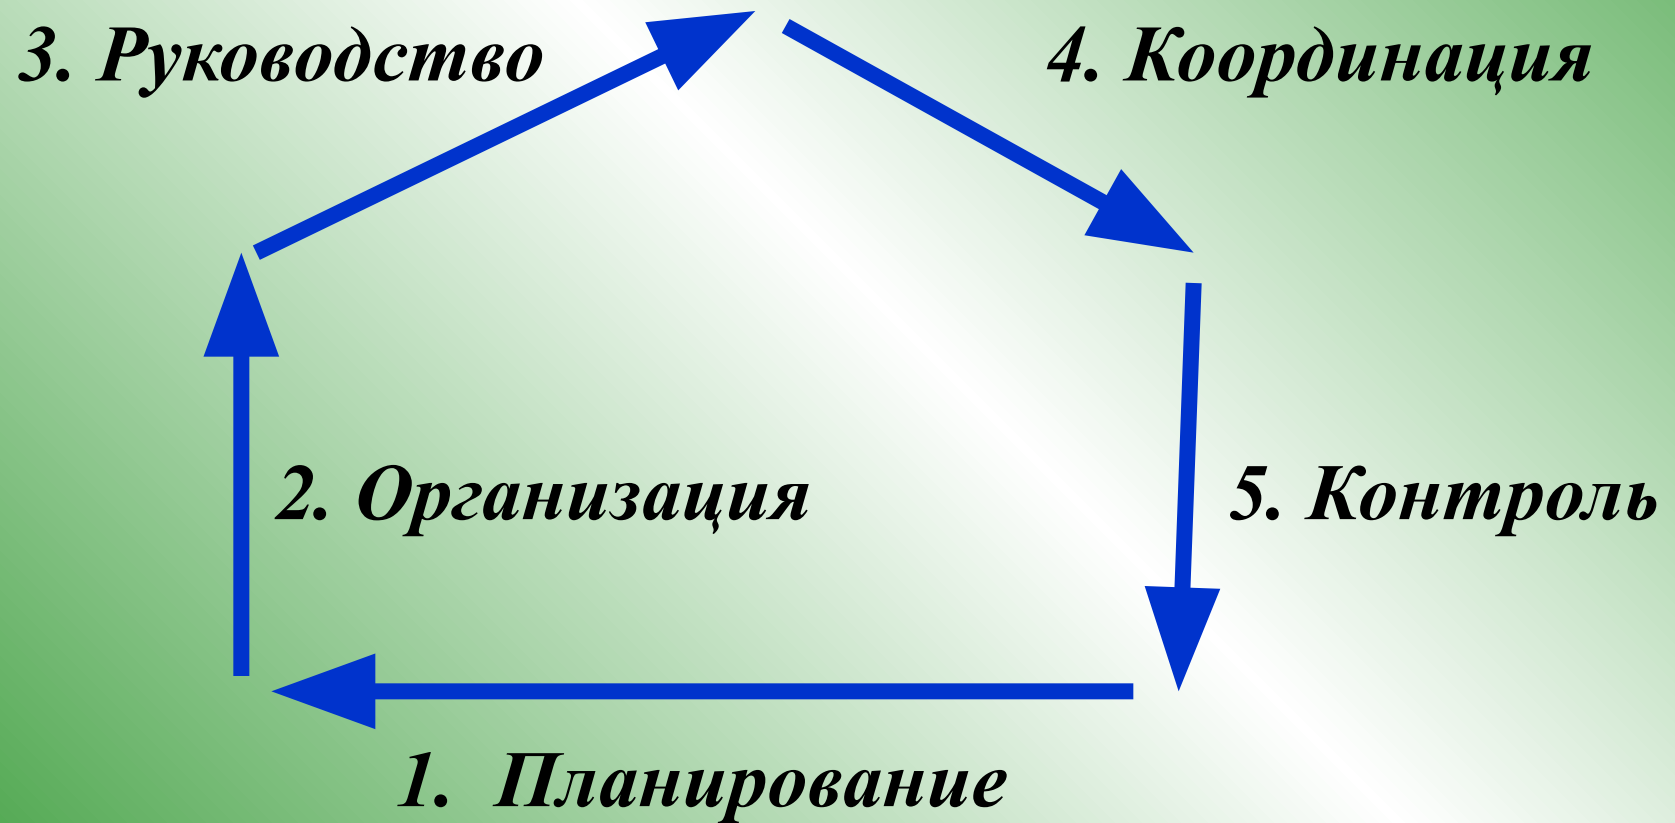 3. Руководство
4. Координация
2. Организация
5. Контроль
1. Планирование